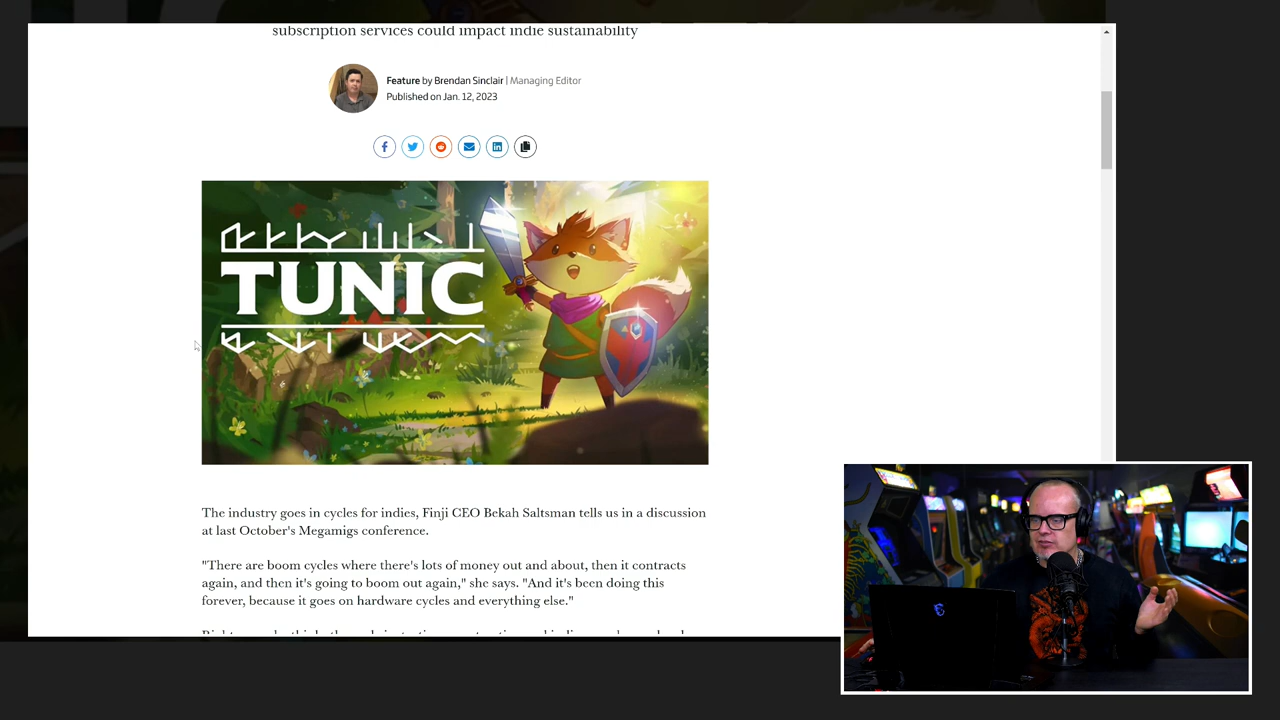 subscription services could impact indie sustainability
Feature by Brendan Sinclair | Managing Editor
Published on Jan. 12, 2023
TUNIC
The industry goes in cycles for indies, Finji CEO Bekah Saltsman tells us in a discussion
at last October's Megamigs conference.
"There are boom cycles where there's lots of money out and about, then it contracts
again, and then it's going to boom out again," she says. "And it's been doing this
forever, because it goes on hardware cycles and everything else."